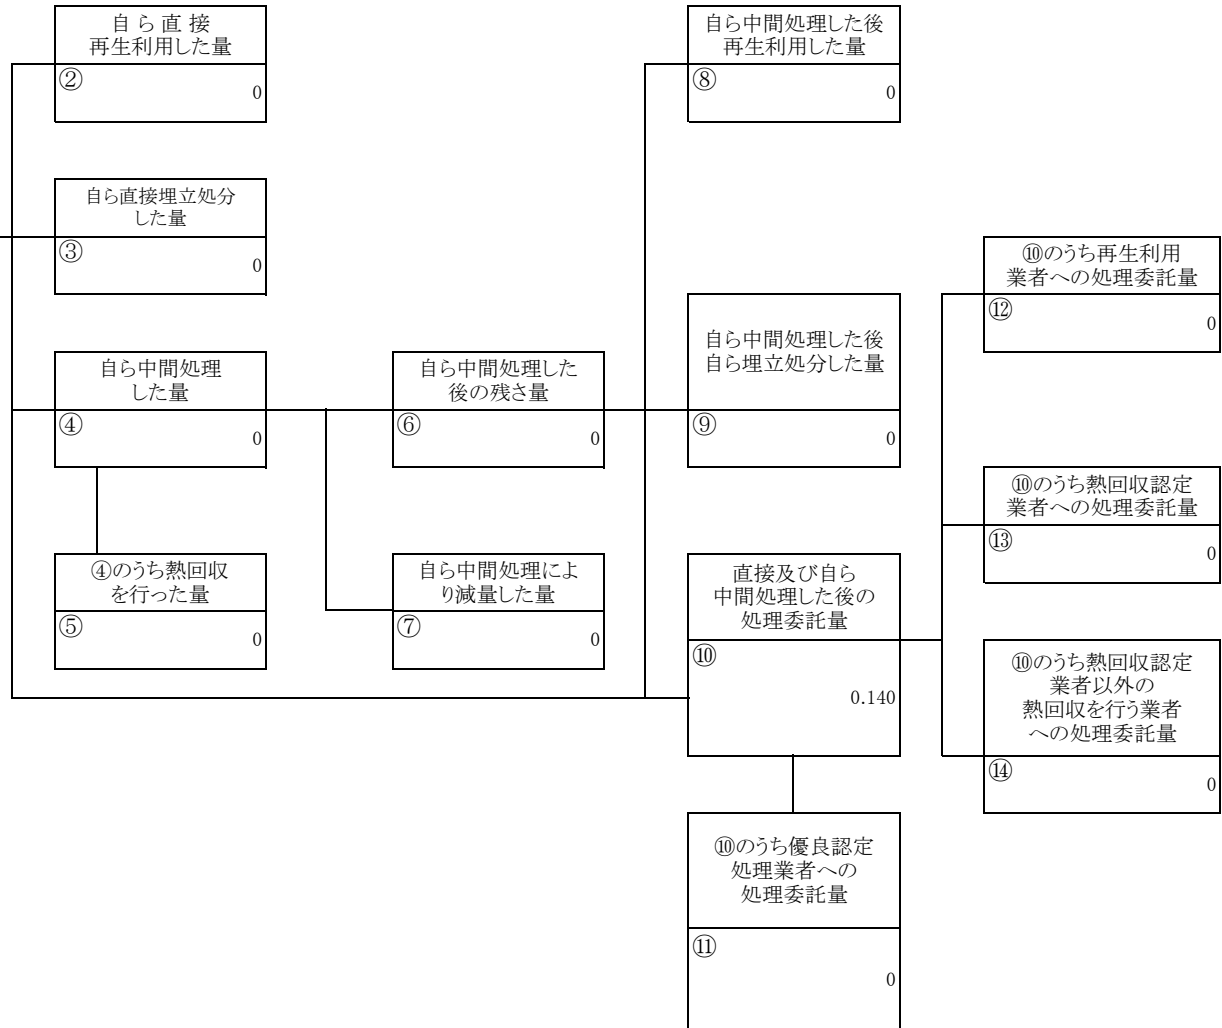 自 ら 直 接
再生利用した量
②
0
自ら直接埋立処分
した量
③
0
自ら中間処理
した量
④
0
④のうち熱回収
を行った量
⑤
0
自ら中間処理した
後の残さ量
⑥
0
自ら中間処理によ
り減量した量
⑦
0
自ら中間処理した後
再生利用した量
⑧
0
自ら中間処理した後
自ら埋立処分した量
⑨
0
直接及び自ら
中間処理した後の
処理委託量
⑩
0.140
⑩のうち優良認定
処理業者への
処理委託量
⑪
0
⑩のうち再生利用
業者への処理委託量
⑫
0
⑩のうち熱回収認定
業者への処理委託量
⑬
0
⑩のうち熱回収認定
業者以外の
熱回収を行う業者
への処理委託量
⑭
0